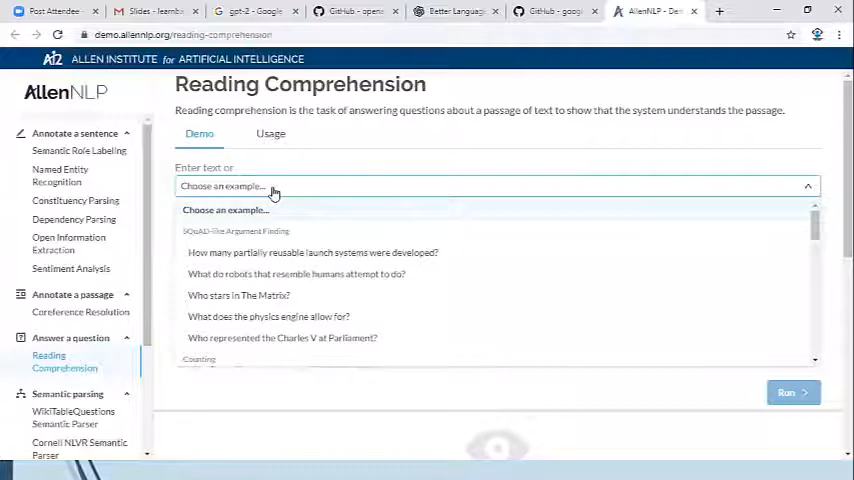 Post Attendee -
Slides - learnb
gpt-2 - Google
GitHub - open
Better Language
GitHub - goog
AllenNLP - De
demo.allennlp.org/reading-comprehension
AI2 ALLEN INSTITUTE for ARTIFICIAL INTELLIGENCE
AllenNLP
Annotate a sentence
Semantic Role Labeling
Named Entity
Recognition
Constituency Parsing
Dependency Parsing
Open Information
Extraction
Sentiment Analysis
Annotate a passage
Coreference Resolution
Answer a question
Reading
Comprehension
Semantic parsing
WikiTableQuestions
Semantic Parser
Cornell NLVR Semantic
Parser
Reading Comprehension
Reading comprehension is the task of answering questions about a passage of text to show that the system understands the passage.
Demo
Usage
Enter text or
Choose an example...
Choose an example...
SQuAD-like Argument Finding
How many partially reusable launch systems were developed?
What do robots that resemble humans attempt to do?
Who stars in The Matrix?
What does the physics engine allow for?
Who represented the Charles V at Parliament?
Counting
Run >